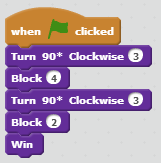 when clicked
Turn 90* Clockwise 3
Block 4
Turn 90* Clockwise 3
Block 2
Win